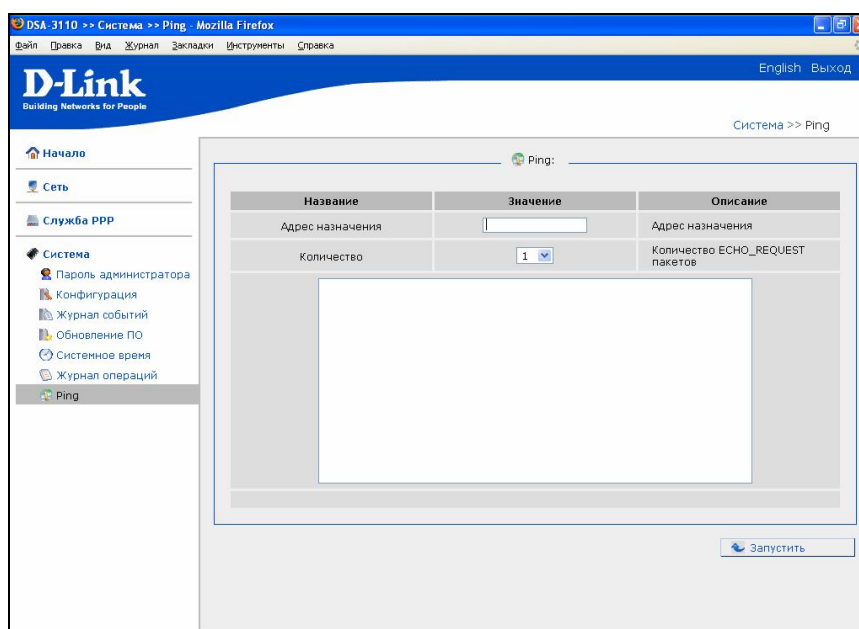 DSA-3110 >> Система >> Ping - Mozilla Firefox
Файл Правка Вид Журнал Закладки Инструменты Справка
English Выход
D-Link
Building Networks for People
Система >> Ping
Начало
Сеть
Служба PPP
Система
Пароль администратора
Конфигурация
Журнал событий
Обновление ПО
Системное время
Журнал операций
Ping
Ping:
Название Значение Описание
Адрес назначения Адрес назначения
Количество 1 Количество ECHO_REQUEST
пакетов
Запустить